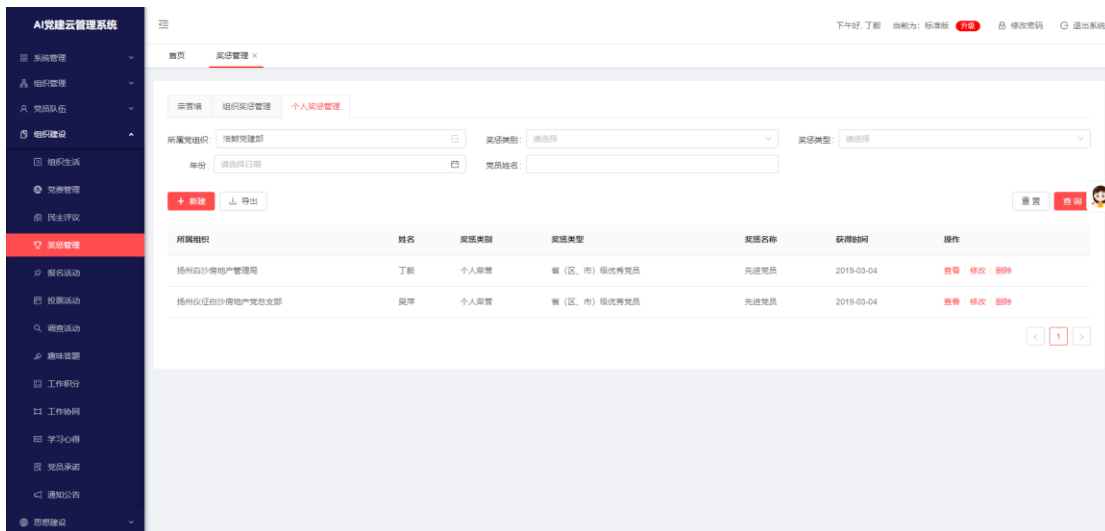 AI党建云管理系统
下午好, 丁毅 当前为：标准版 升级 修改密码 退出系统
系统管理
首页 奖惩管理 ×
组织管理
党员队伍
荣誉墙 组织奖惩管理 个人奖惩管理
组织建设
所属党组织： 浩鲸党建部 奖惩类别： 请选择 奖惩类型： 请选择
组织生活
年份： 请选择日期 党员姓名：
党费管理
+ 新建 导出 重置 查询
民主评议
奖惩管理
所属组织 姓名 奖惩类别 奖惩类型 奖惩名称 获得时间 操作
报名活动
扬州白沙房地产管理局 丁毅 个人荣誉 省（区、市）级优秀党员 先进党员 2019-03-04 查看 修改 删除
投票活动
扬州仪征白沙房地产党总支部 吴萍 个人荣誉 省（区、市）级优秀党员 先进党员 2019-03-04 查看 修改 删除
调查活动
< 1 >
趣味答题
工作积分
工作协同
学习心得
党员承诺
通知公告
思想建设